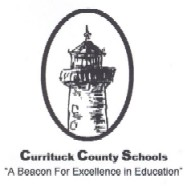 Currituck County Schools
"A Beacon For Excellence in Education"